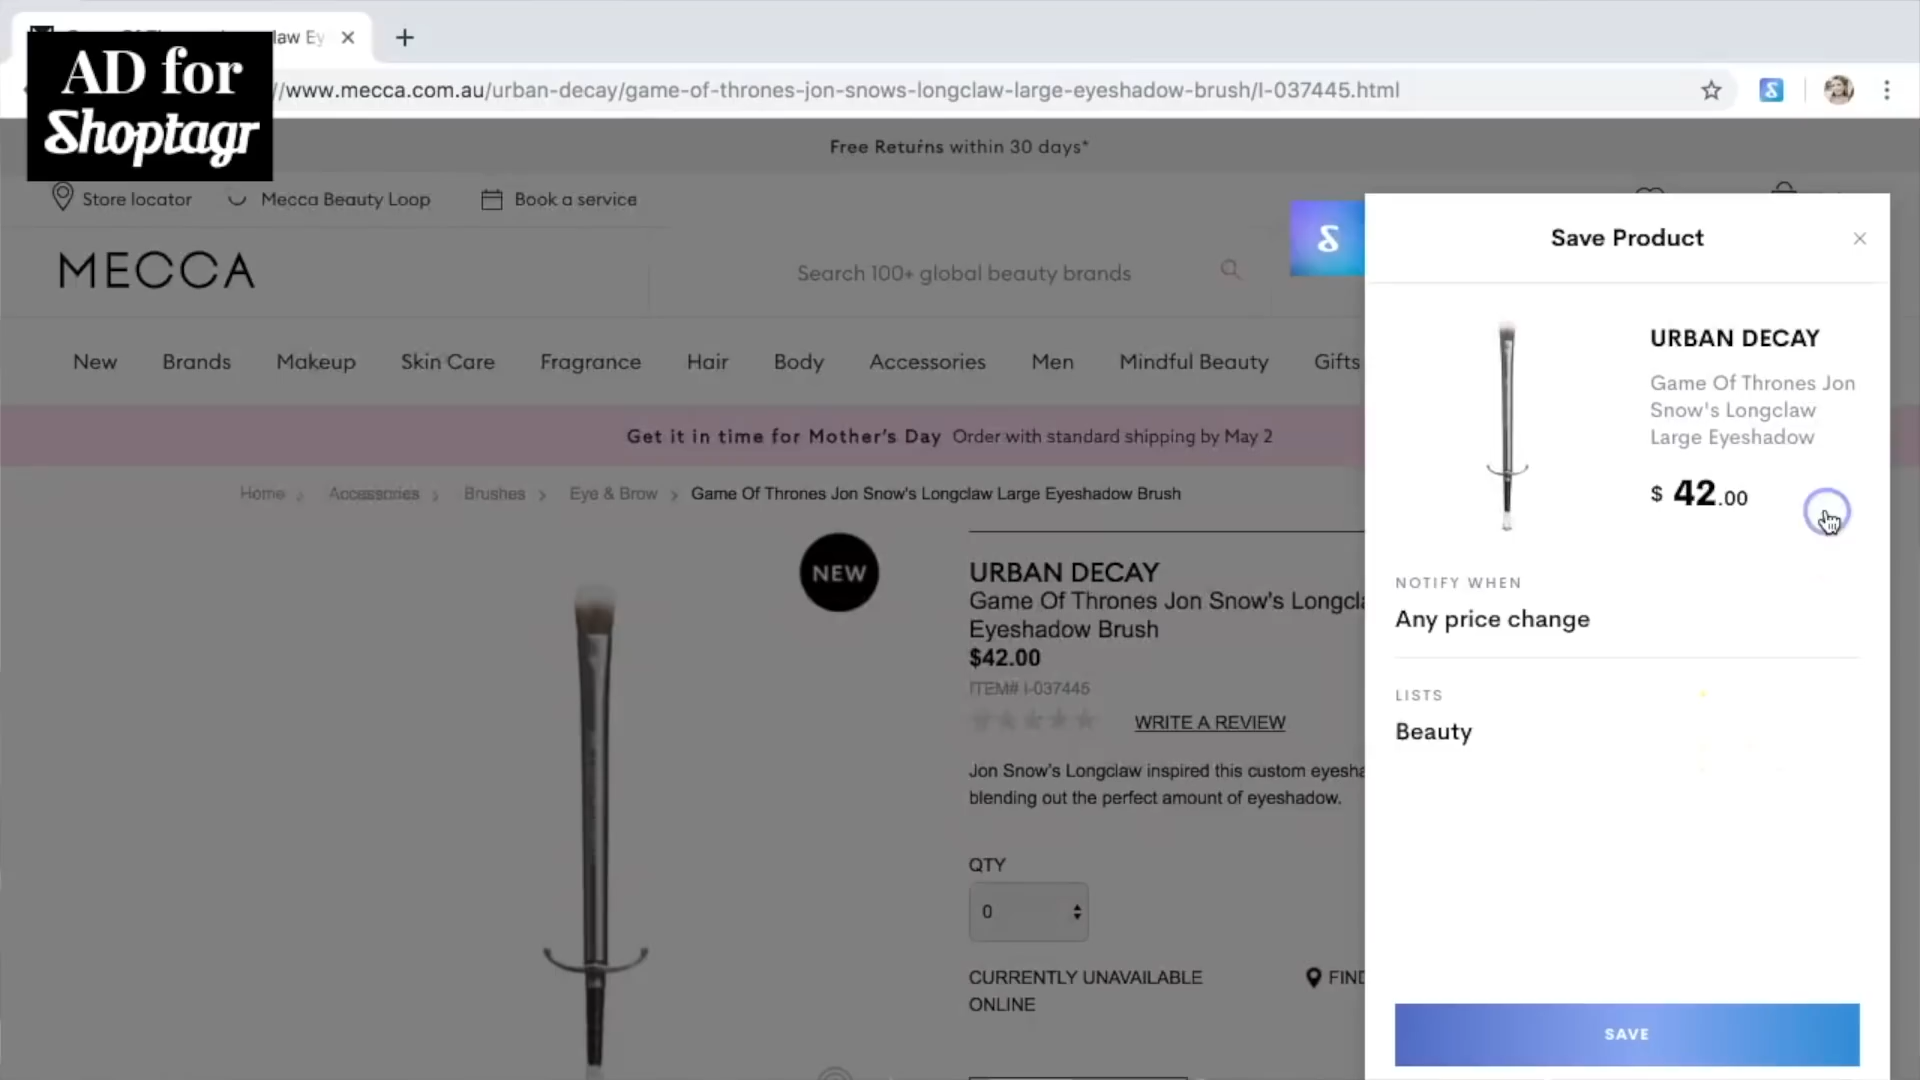 law Ey
AD for
Shoptagr
//www.mecca.com.au/urban-decay/game-of-thrones-jon-snows-longclaw-large-eyeshadow-brush/I-037445.html
Free Returns within 30 days*
Store locator
Mecca Beauty Loop
Book a service
MECCA
Search 100+ global beauty brands
New
Brands
Makeup
Skin Care
Fragrance
Hair
Body
Accessories
Men
Mindful Beauty
Gifts
Get it in time for Mother's Day Order with standard shipping by May 2
Home > Accessories > Brushes > Eye & Brow > Game Of Thrones Jon Snow's Longclaw Large Eyeshadow Brush
NEW
URBAN DECAY
Game Of Thrones Jon Snow's Longcla
Eyeshadow Brush
$42.00
ITEM# I-037445
WRITE A REVIEW
Jon Snow's Longclaw inspired this custom eyesha
blending out the perfect amount of eyeshadow.
QTY
0
CURRENTLY UNAVAILABLE
ONLINE
FIND
Save Product
URBAN DECAY
Game Of Thrones Jon
Snow's Longclaw
Large Eyeshadow
$ 42.00
NOTIFY WHEN
Any price change
LISTS
Beauty
SAVE